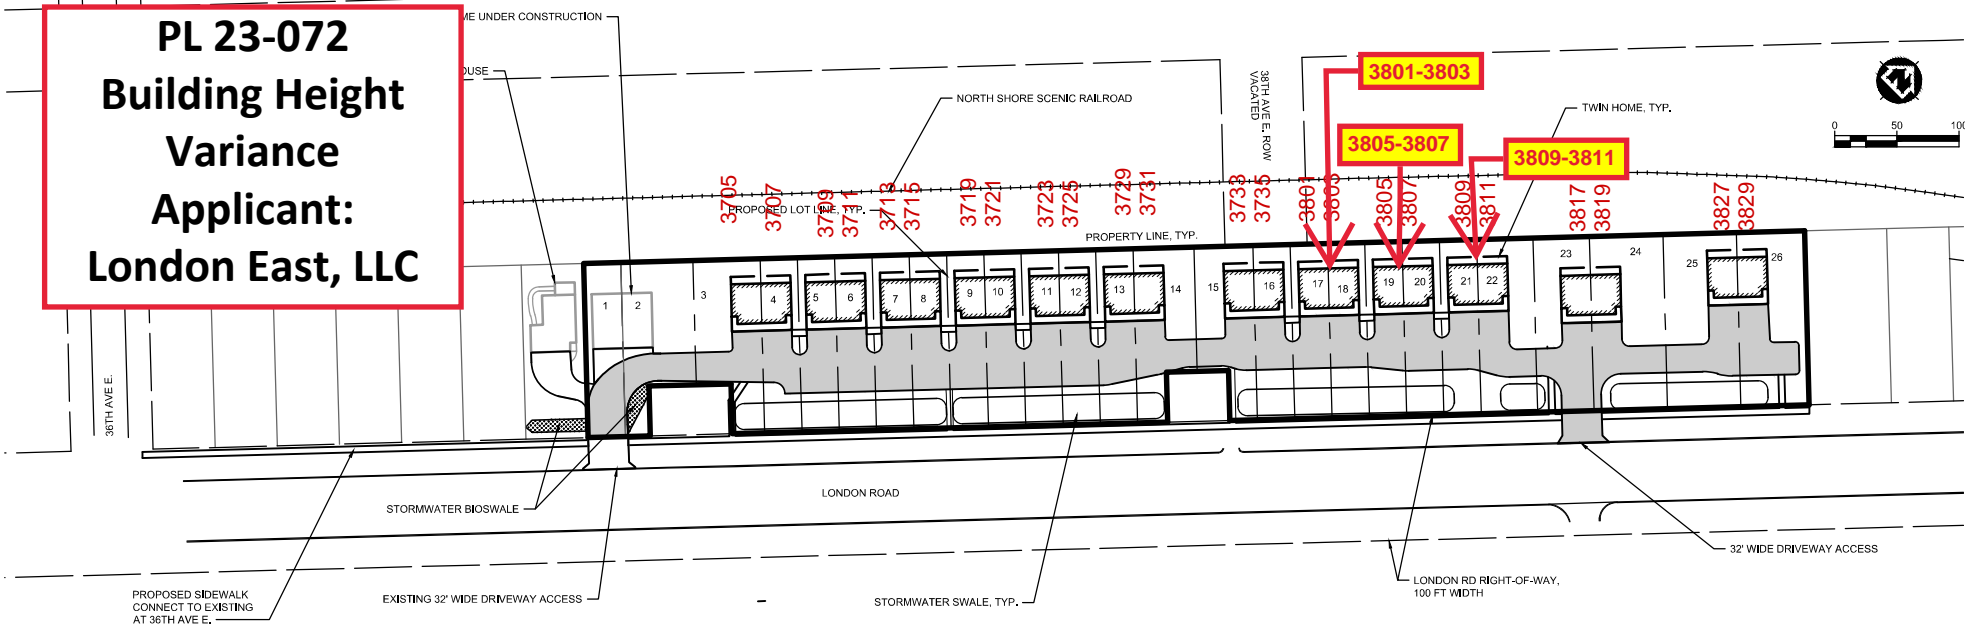 PL 23-072
Building Height
Variance
Applicant:
London East, LLC
ME UNDER CONSTRUCTION
OUSE
NORTH SHORE SCENIC RAILROAD
38TH AVE E. ROW
VACATED
3801-3803
3805-3807
3809-3811
TWIN HOME, TYP.
0 50 100
3705
3707
3709
3711
3713
3715
3719
3721
3723
3725
3729
3731
3733
3735
3801
3803
3805
3807
3809
3811
3817
3819
3827
3829
PROPOSED LOT LINE, TYP.
PROPERTY LINE, TYP.
1 2 3 4 5 6 7 8 9 10 11 12 13 14 15 16 17 18 19 20 21 22 23 24 25 26
36TH AVE E.
LONDON ROAD
STORMWATER BIOSWALE
32' WIDE DRIVEWAY ACCESS
PROPOSED SIDEWALK
CONNECT TO EXISTING
AT 36TH AVE E.
EXISTING 32' WIDE DRIVEWAY ACCESS
STORMWATER SWALE, TYP.
LONDON RD RIGHT-OF-WAY,
100 FT WIDTH